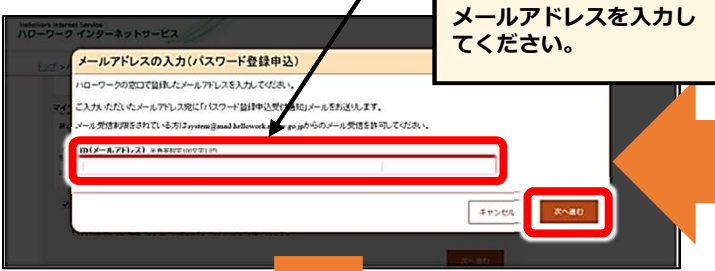 メールアドレスを入力し
てください。
HelloWork Internet Service
ハローワーク インターネットサービス
トップ >
メールアドレスの入力(パスワード登録申込)
ハローワークの窓口で登録したメールアドレスを入力してください。
ご入力いただいたメールアドレス宛に「パスワード登録申込受付通知」メールをお送りします。
メール受信制限をされている方はsystem@mail.hellowork. .go.jpからのメール受信を許可してください。
ID(メールアドレス)
キャンセル
次へ進む
次へ進む